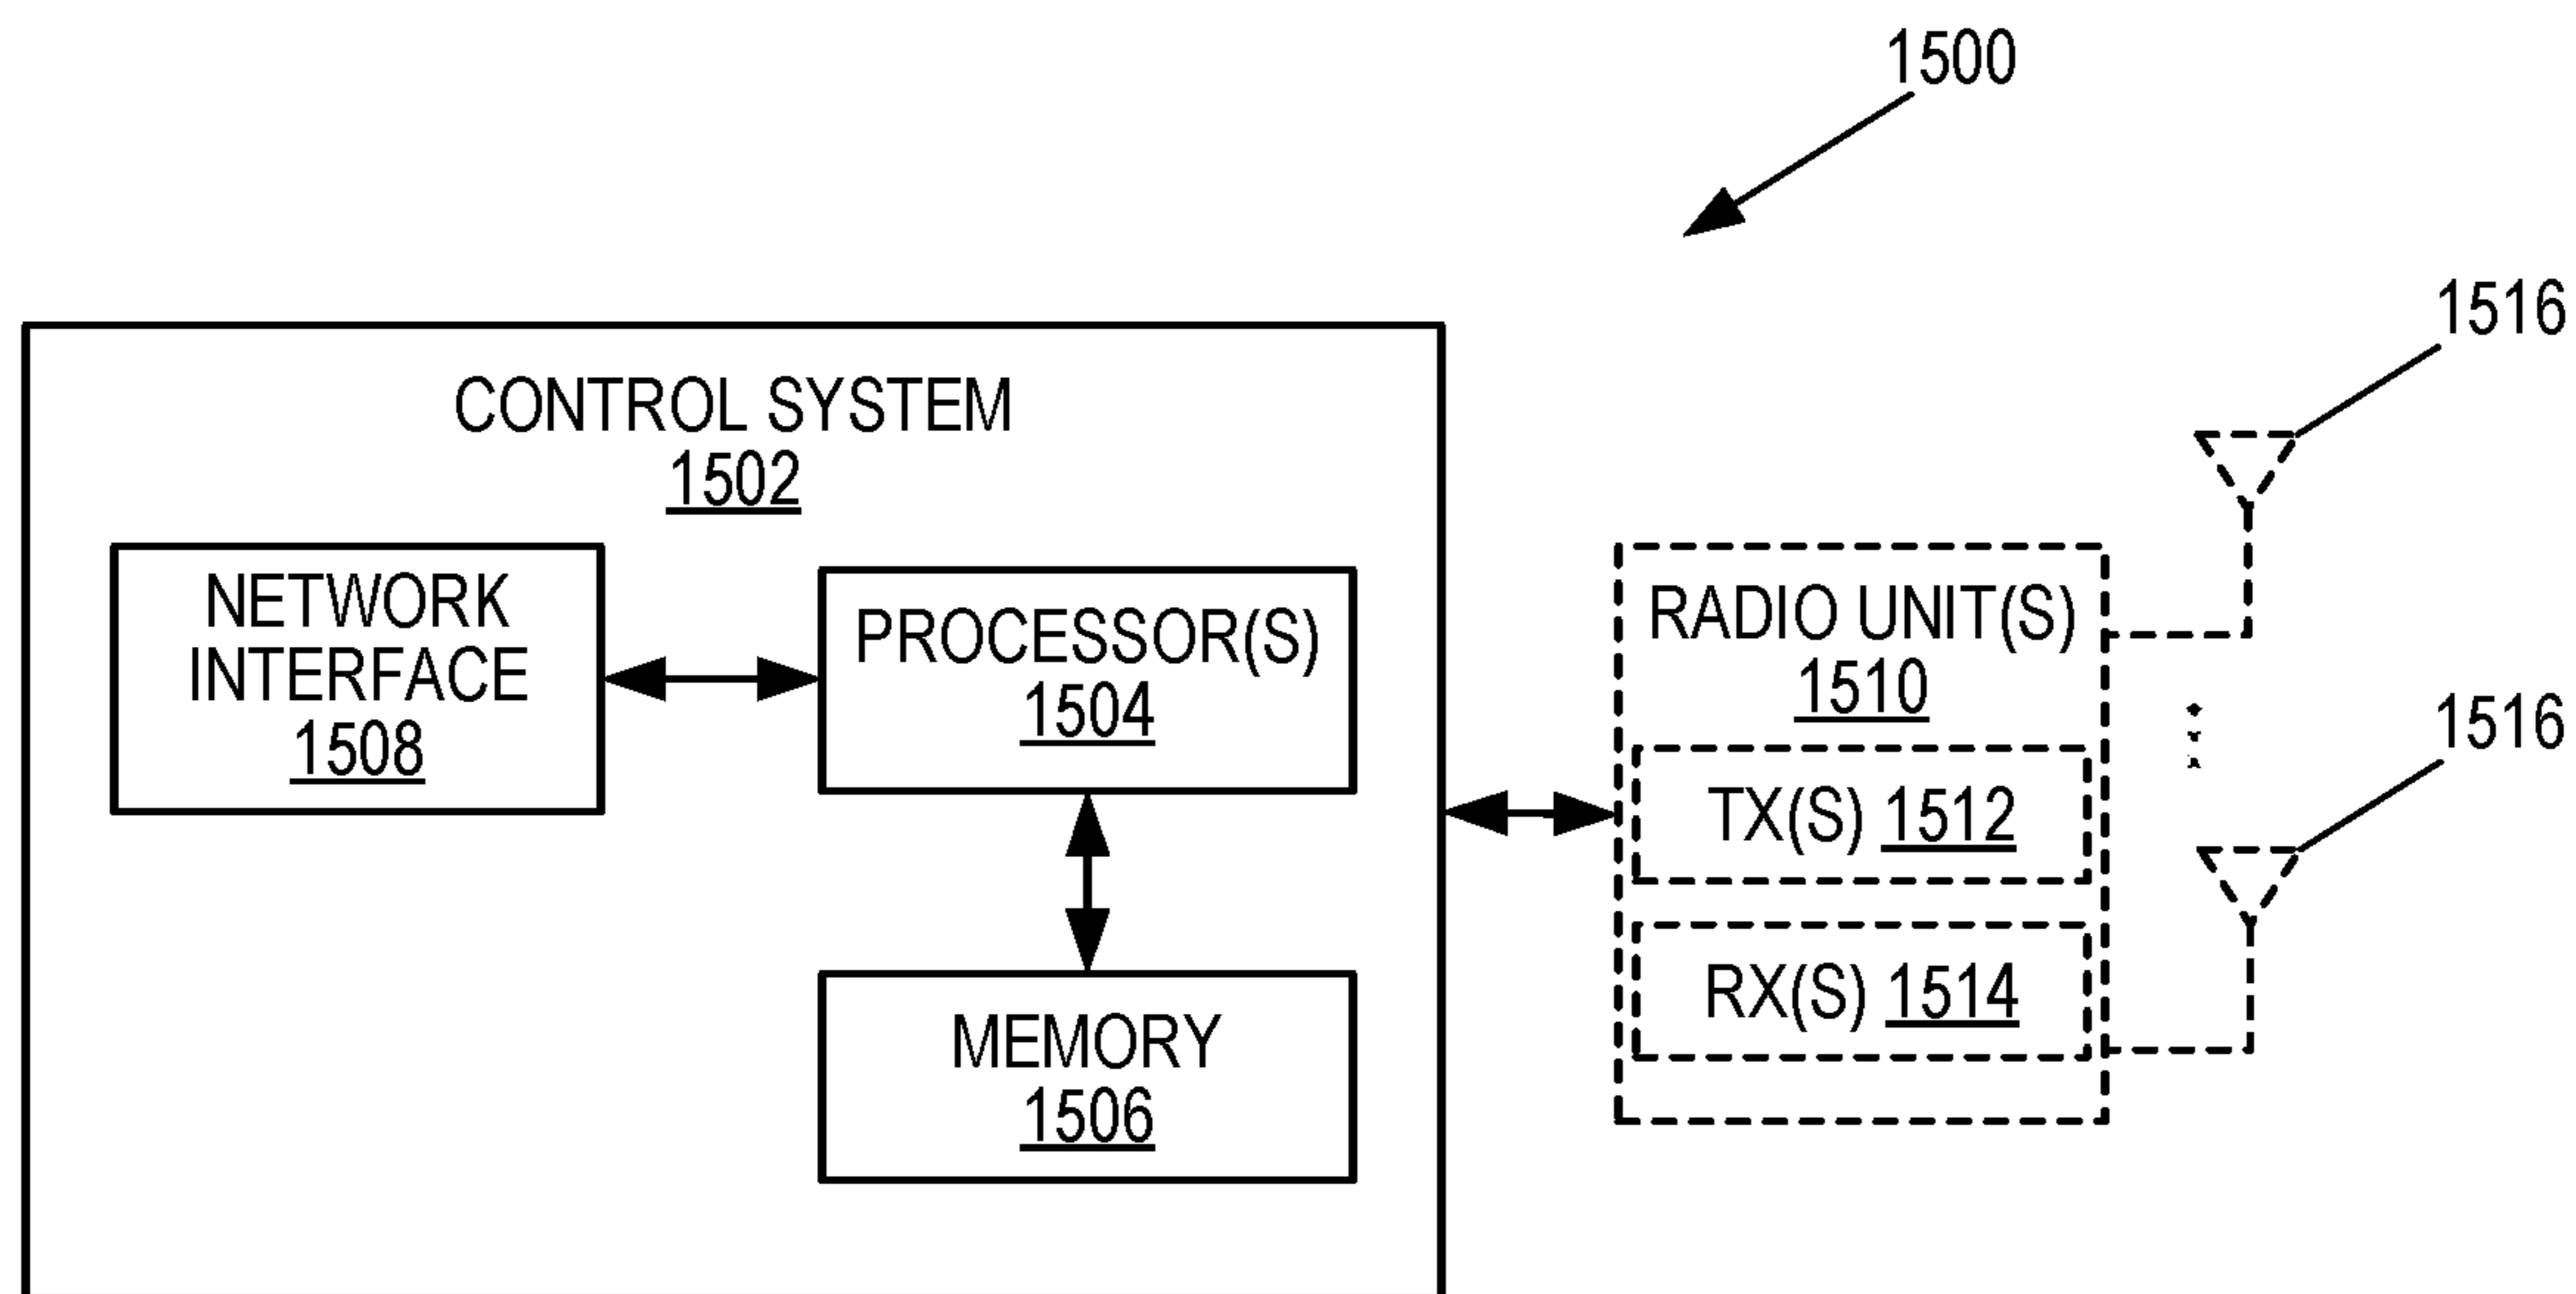 1500
1516
CONTROL SYSTEM
1502
NETWORK
INTERFACE
1508
PROCESSOR(S)
1504
MEMORY
1506
RADIO UNIT(S)
1510
TX(S) 1512
RX(S) 1514
1516